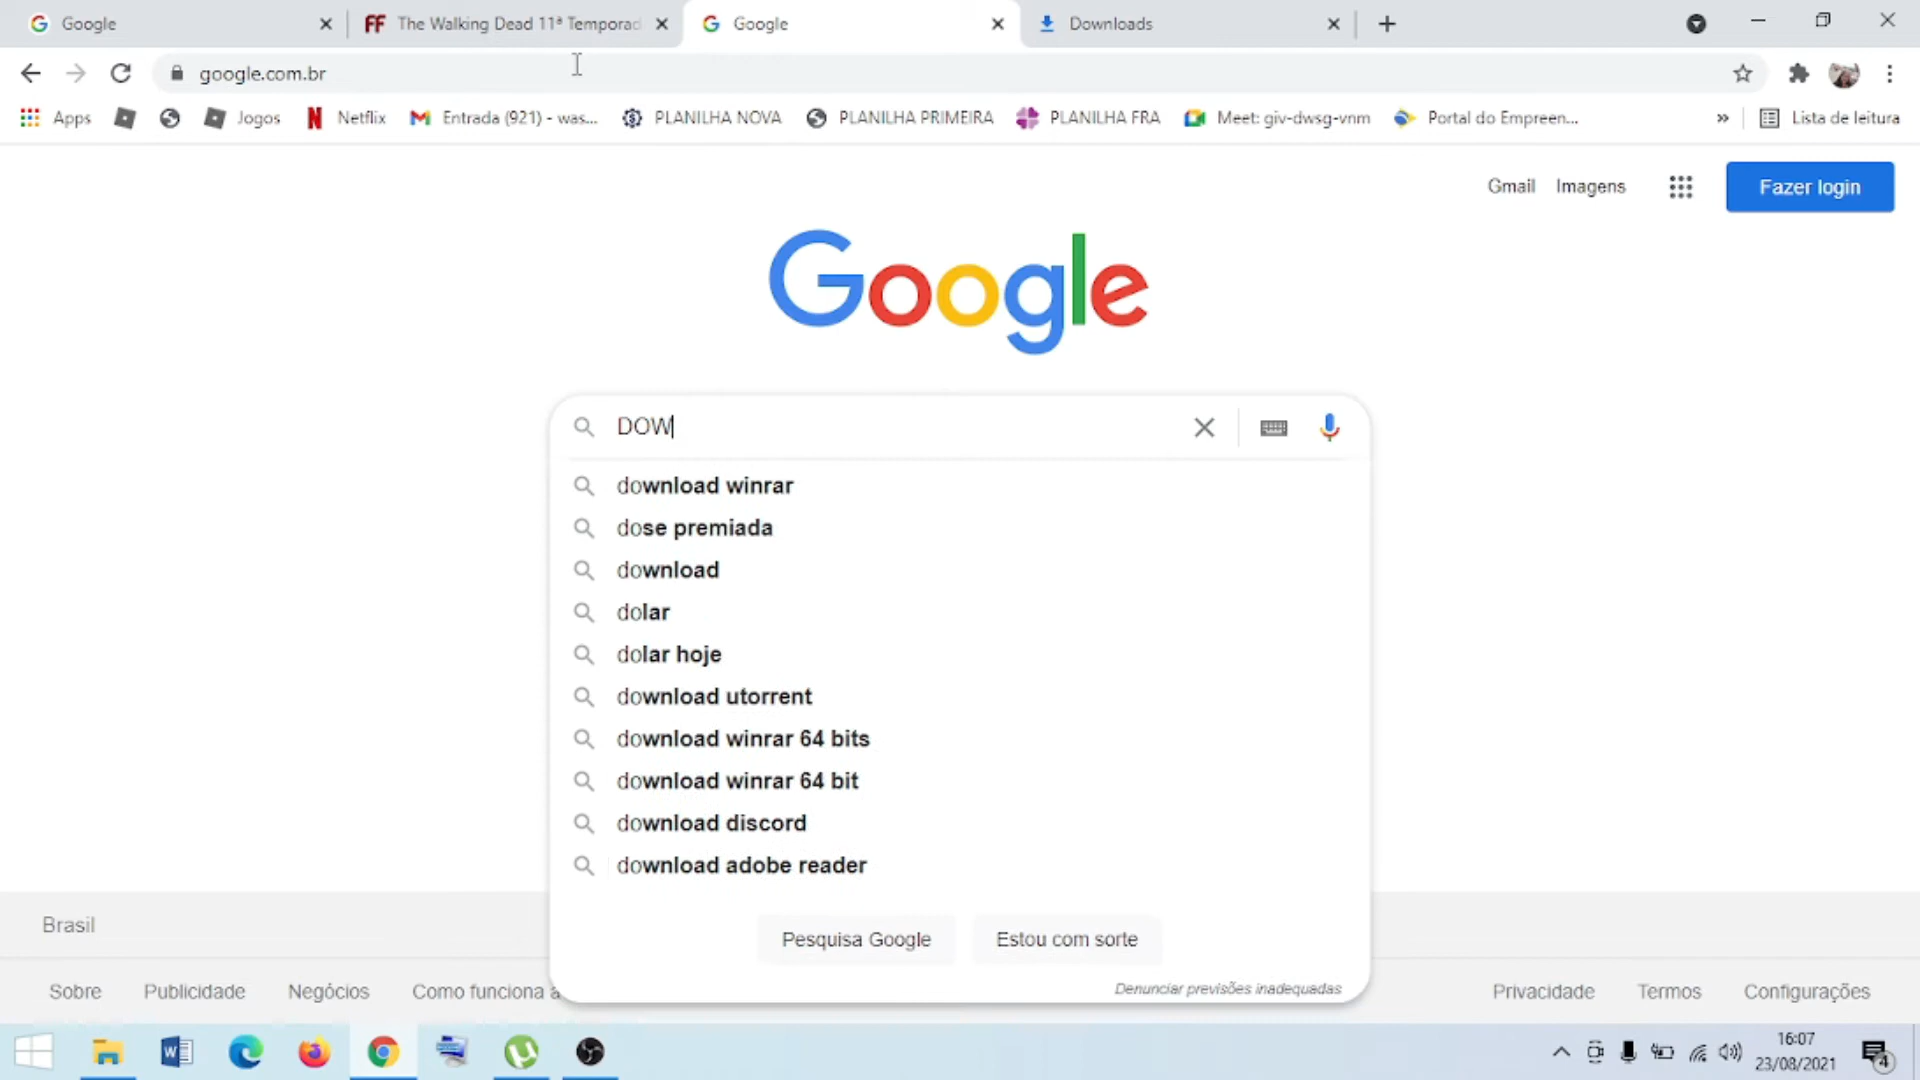 Google
The Walking Dead 11ª Temporad
Google
Downloads
google.com.br
Apps
Jogos
Netflix
Entrada (921) - was...
PLANILHA NOVA
PLANILHA PRIMEIRA
PLANILHA FRA
Meet: giv-dwsg-vnm
Portal do Empreen...
»
Lista de leitura
Gmail
Imagens
Fazer login
Google
DOW
download winrar
dose premiada
download
dolar
dolar hoje
download utorrent
download winrar 64 bits
download winrar 64 bit
download discord
download adobe reader
Pesquisa Google
Estou com sorte
Denunciar previsões inadequadas
Brasil
Sobre
Publicidade
Negócios
Como funciona a
Privacidade
Termos
Configurações
16:07
23/08/2021
4